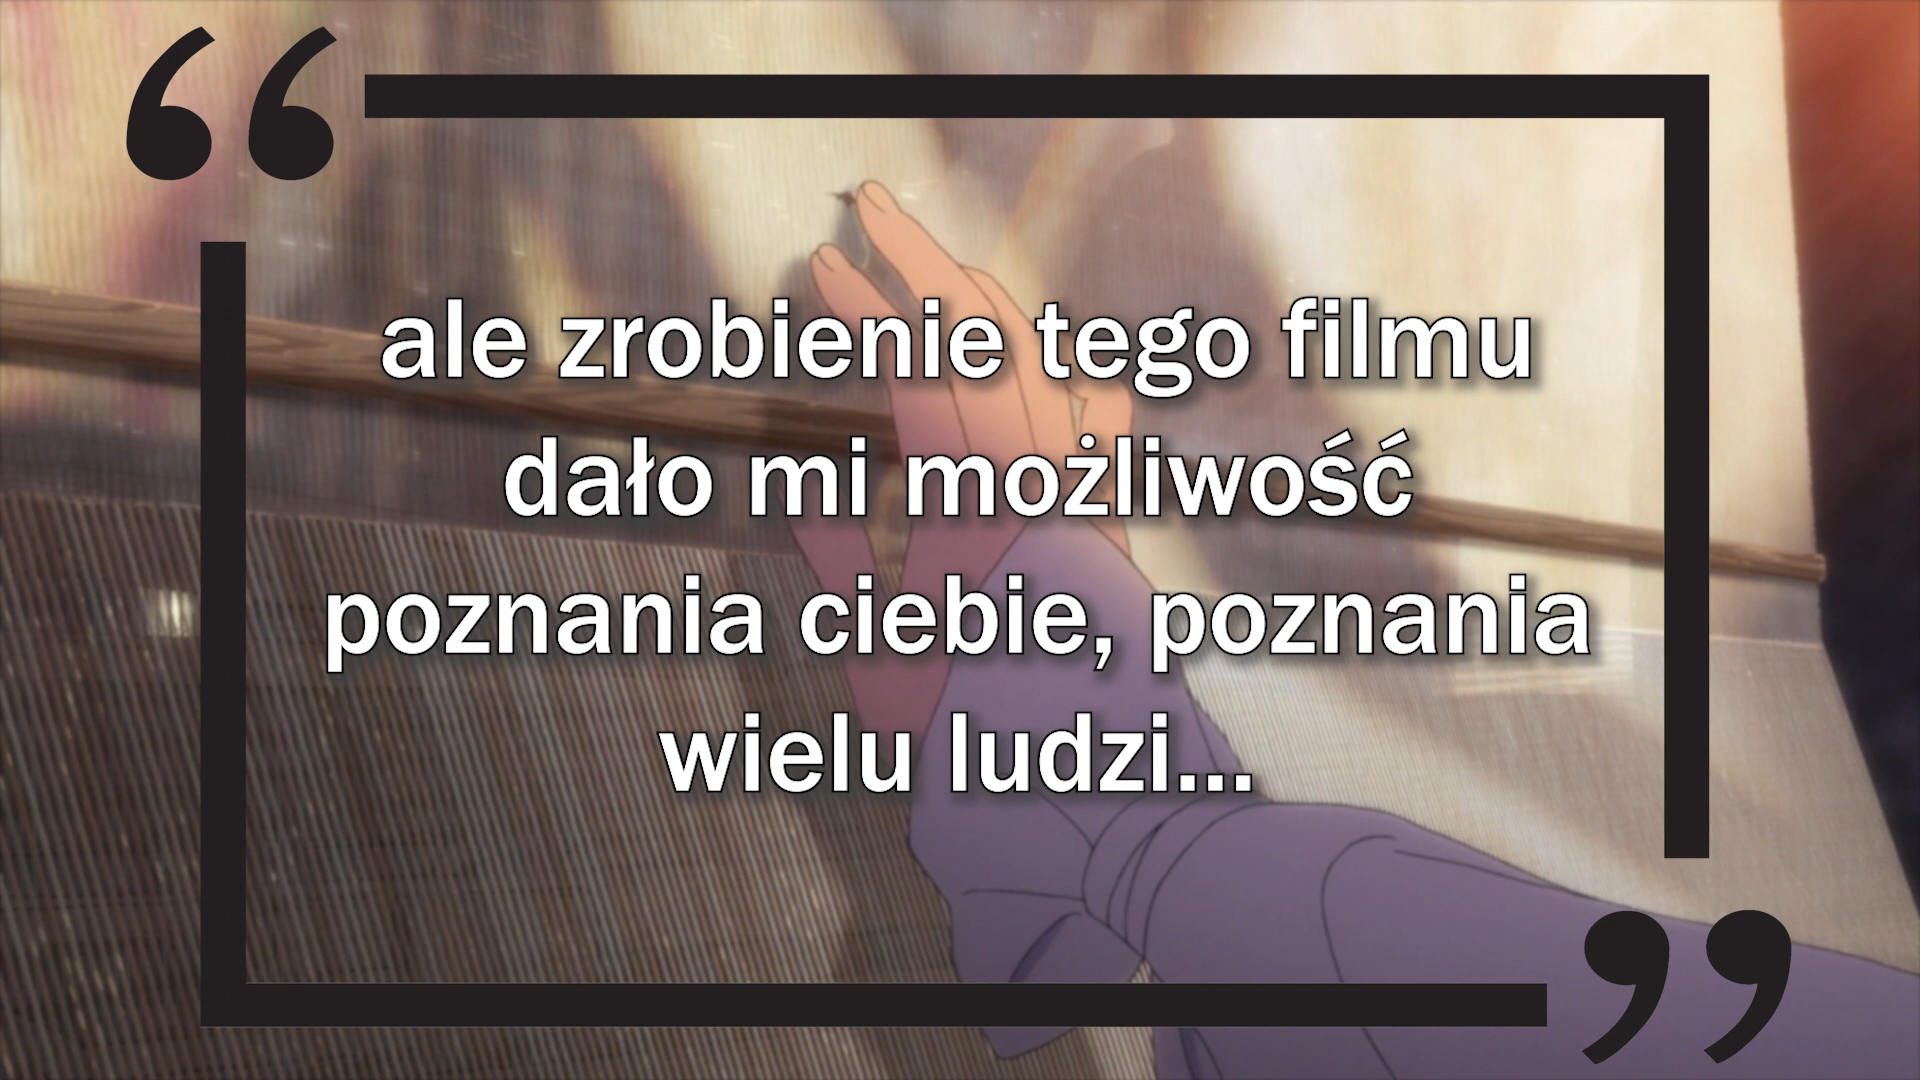 ale zrobienie tego filmu
dało mi możliwość
poznania ciebie, poznania
wielu ludzi...